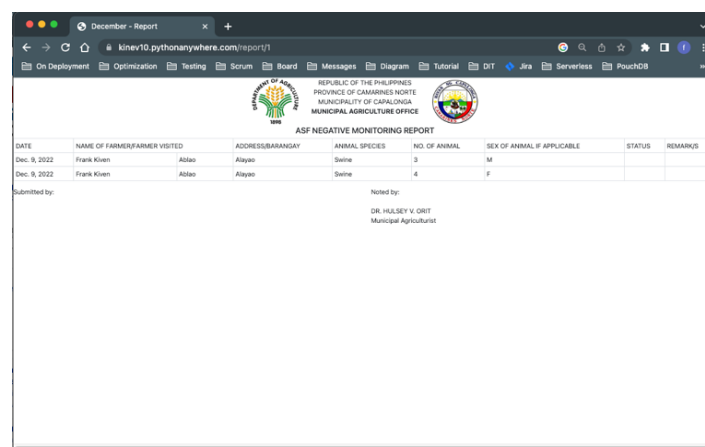 December - Report
kinev10.pythonanywhere.com/report/1
On Deployment Optimization Testing Scrum Board Messages Diagram Tutorial DIT Jira Serverless PouchDB
REPUBLIC OF THE PHILIPPINES
PROVINCE OF CAMARINES NORTE
MUNICIPALITY OF CAPALONGA
MUNICIPAL AGRICULTURE OFFICE
1898
ASF NEGATIVE MONITORING REPORT
DATE NAME OF FARMER/FARMER VISITED ADDRESS/BARANGAY ANIMAL SPECIES NO. OF ANIMAL SEX OF ANIMAL IF APPLICABLE STATUS REMARK/S
Dec. 9, 2022 Frank Kiven Ablao Alayao Swine 3 M
Dec. 9, 2022 Frank Kiven Ablao Alayao Swine 4 F
Submitted by: Noted by:
DR. HULSEY V. ORIT
Municipal Agriculturist